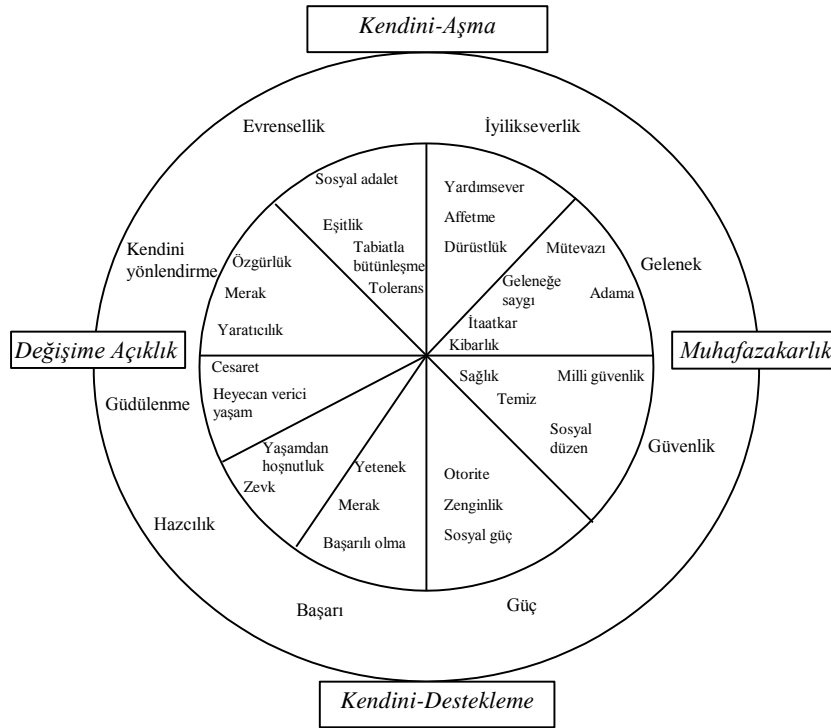 Kendini-Aşma
Evrensellik
İyilikseverlik
Sosyal adalet
Eşitlik
Tabiatla
bütünleşme
Tolerans
Yardımsever
Affetme
Dürüstlük
Kendini
yönlendirme
Özgürlük
Merak
Yaratıcılık
Mütevazı
Geleneğe
saygı
Adama
İtaatkar
Kibarlık
Gelenek
Değişime Açıklık
Muhafazakarlık
Güdülenme
Cesaret
Heyecan verici
yaşam
Sağlık
Temiz
Milli güvenlik
Sosyal
düzen
Güvenlik
Yaşamdan
hoşnutluk
Zevk
Hazcılık
Yetenek
Merak
Başarılı olma
Başarı
Otorite
Zenginlik
Sosyal güç
Güç
Kendini-Destekleme